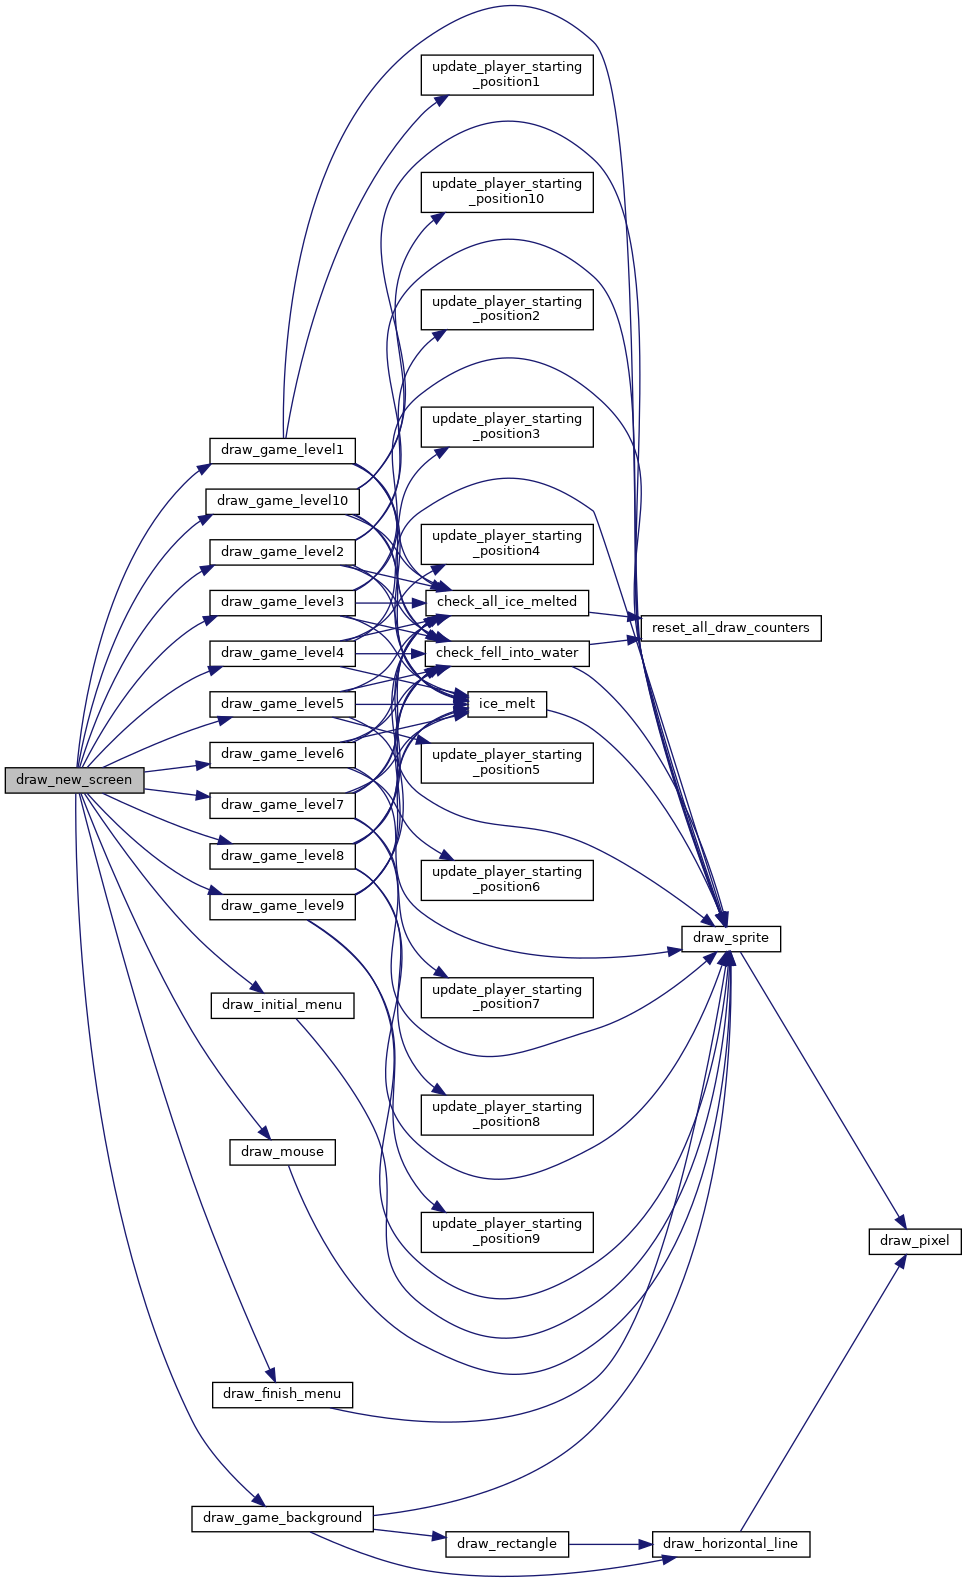 update_player_starting
_position1
update_player_starting
_position10
update_player_starting
_position2
update_player_starting
_position3
draw_game_level1
draw_game_level10
update_player_starting
_position4
draw_game_level2
draw_game_level3
check_all_ice_melted
reset_all_draw_counters
draw_game_level4
check_fell_into_water
draw_game_level5
ice_melt
draw_game_level6
update_player_starting
_position5
draw_new_screen
draw_game_level7
draw_game_level8
update_player_starting
_position6
draw_game_level9
draw_sprite
draw_initial_menu
update_player_starting
_position7
update_player_starting
_position8
draw_mouse
update_player_starting
_position9
draw_pixel
draw_finish_menu
draw_game_background
draw_rectangle
draw_horizontal_line